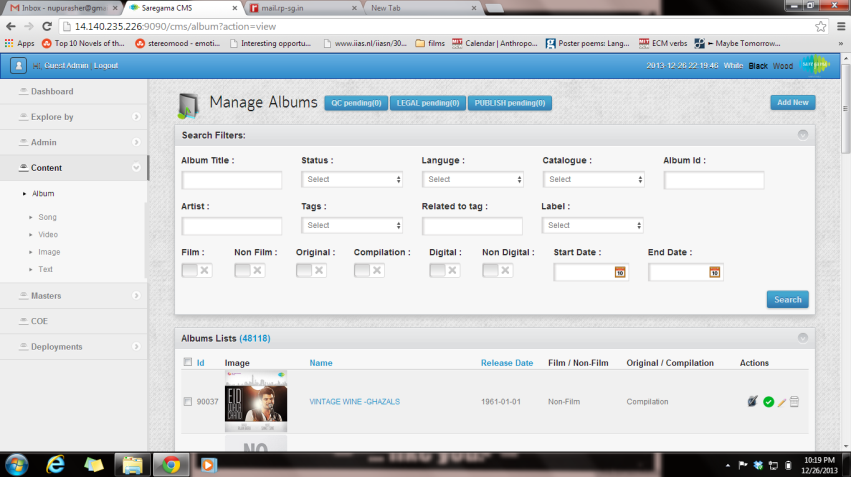 Inbox - nupurasher@gma
Saregama CMS
mail.rp-sg.in
New Tab
14.140.235.226:9090/cms/album?action=view
Apps Top 10 Novels of th... stereomood - emoti... Interesting opportu... www.iias.nl/iiasn/30... films Calendar | Anthropo... Poster poems: Lang... ECM verbs ► Maybe Tomorrow... »
Hi, Guest Admin Logout 2013-12-26 22:19:46 While Black Wood
Dashboard
Explore by
Admin
Content
Album
Song
Video
Image
Text
Masters
COE
Deployments
Manage Albums QC pending(0) LEGAL pending(0) PUBLISH pending(0) Add New
Search Filters:
Album Title : Status : Languge : Catalogue : Album Id :
Select Select Select
Artist : Tags : Related to tag : Label :
Select Select
Film : Non Film : Original : Compilation : Digital : Non Digital : Start Date : End Date :
10 10
Search
Albums Lists (48118)
Id Image Name Release Date Film / Non-Film Original / Compilation Actions
90037 VINTAGE WINE -GHAZALS 1961-01-01 Non-Film Compilation
EID
NO
10:19 PM
12/26/2013